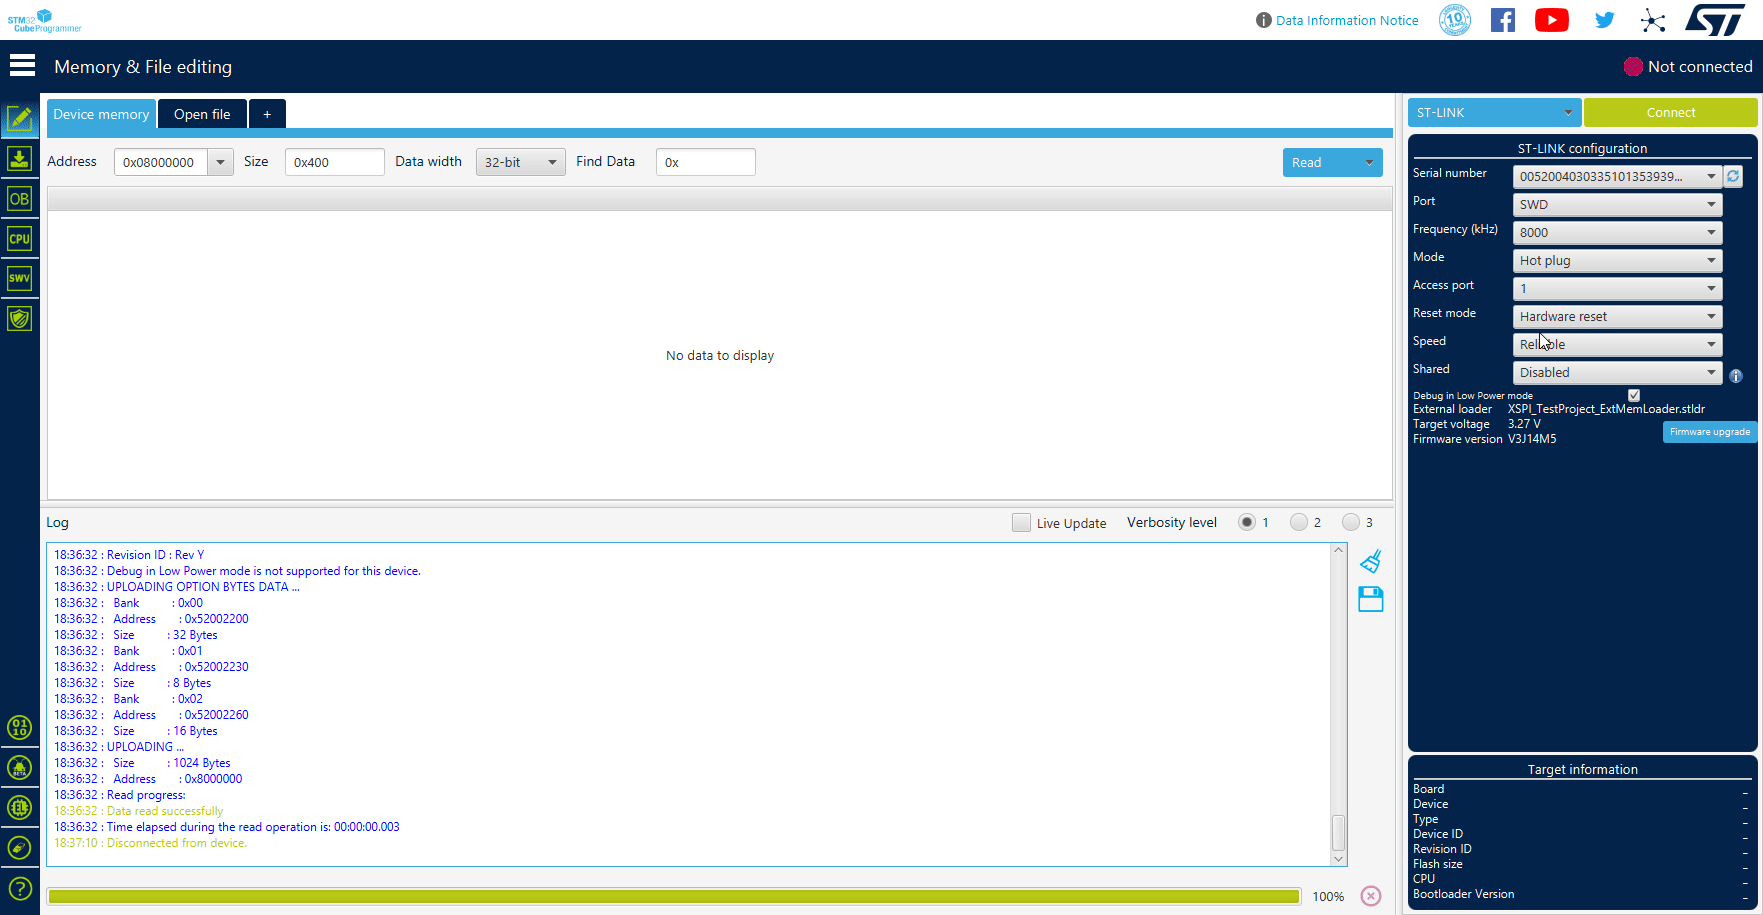 STM32
CubeProgrammer
Data Information Notice
10
ST
Memory & File editing
Not connected
Device memory
Open file
+
Address
0x08000000
Size
0x400
Data width
32-bit
Find Data
0x
Read
No data to display
OB
CPU
SWV
Log
Live Update
Verbosity level
1
2
3
18:36:32 : Revision ID : Rev Y
18:36:32 : Debug in Low Power mode is not supported for this device.
18:36:32 : UPLOADING OPTION BYTES DATA ...
18:36:32 : Bank : 0x00
18:36:32 : Address : 0x52002200
18:36:32 : Size : 32 Bytes
18:36:32 : Bank : 0x01
18:36:32 : Address : 0x52002230
18:36:32 : Size : 8 Bytes
18:36:32 : Bank : 0x02
18:36:32 : Address : 0x52002260
18:36:32 : Size : 16 Bytes
18:36:32 : UPLOADING ...
18:36:32 : Size : 1024 Bytes
18:36:32 : Address : 0x8000000
18:36:32 : Read progress:
18:36:32 : Data read successfully
18:36:32 : Time elapsed during the read operation is: 00:00:00.003
18:37:10 : Disconnected from device.
100%
01
10
BETA
EL
?
ST-LINK
Connect
ST-LINK configuration
Serial number
0052004030335101353939...
Port
SWD
Frequency (kHz)
8000
Mode
Hot plug
Access port
1
Reset mode
Hardware reset
Speed
Reliable
Shared
Disabled
Debug in Low Power mode
External loader XSPI_TestProject_ExtMemLoader.stldr
Target voltage 3.27 V
Firmware version V3J14M5
Firmware upgrade
Target information
Board -
Device -
Type -
Device ID -
Revision ID -
Flash size -
CPU -
Bootloader Version -